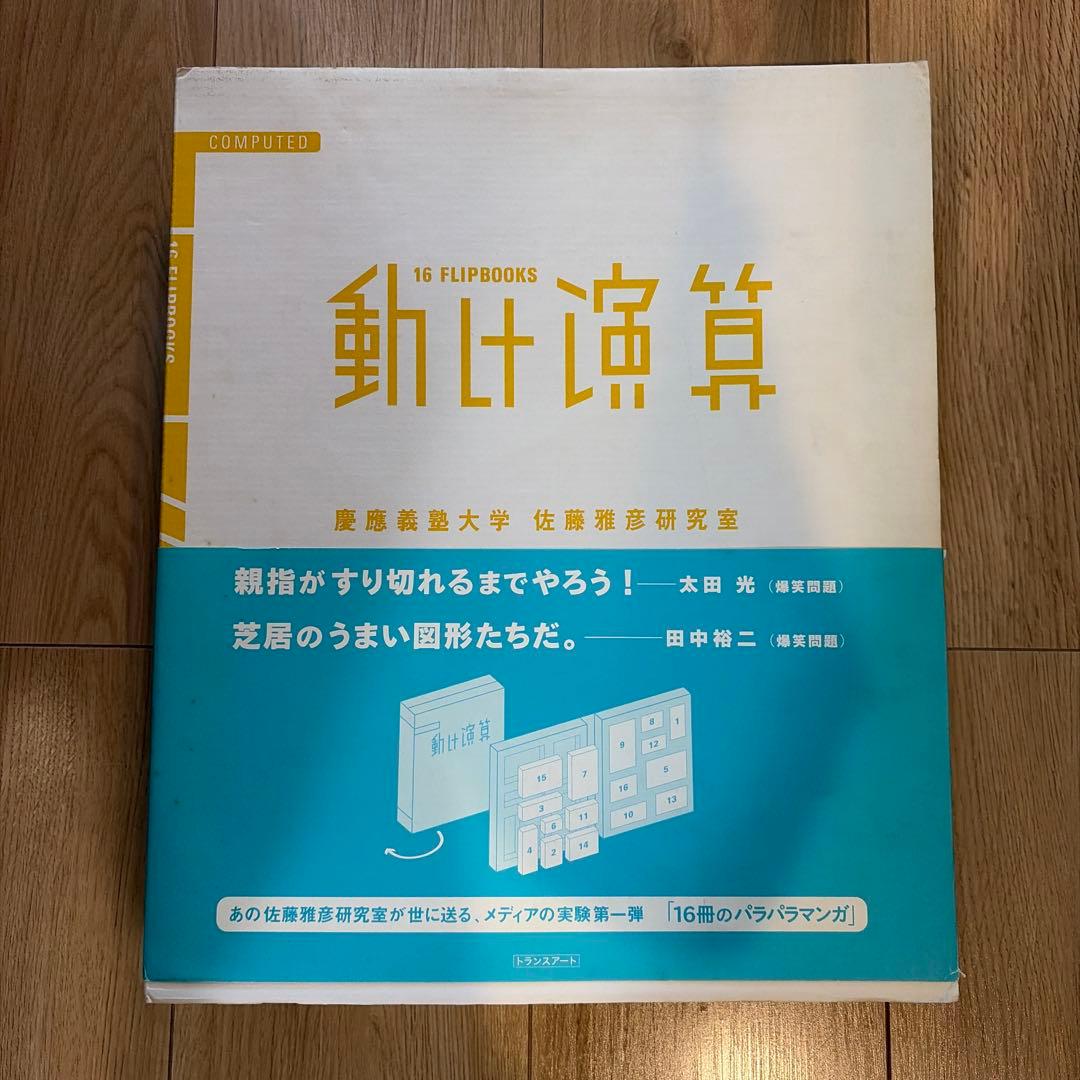 COMPUTED
16 FLIPBOOKS
16 FLIPBOOKS
動け演算
慶應義塾大学 佐藤雅彦研究室
親指がすり切れるまでやろう!──太田 光(爆笑問題)
芝居のうまい図形たちだ。───田中裕二(爆笑問題)
動け演算
8
1
9
12
15
7
16
5
3
6
11
10
13
4
2
14
あの佐藤雅彦研究室が世に送る、メディアの実験第一弾 「16冊のパラパラマンガ」
トランスアート